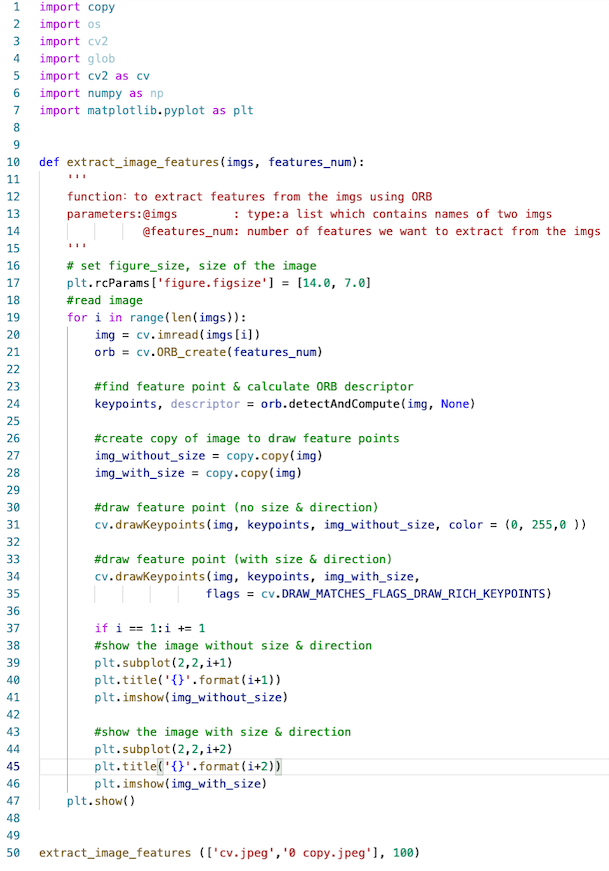 1 import copy
2 import os
3 import cv2
4 import glob
5 import cv2 as cv
6 import numpy as np
7 import matplotlib.pyplot as plt
8
9
10 def extract_image_features(imgs, features_num):
11     '''
12     function: to extract features from the imgs using ORB
13     parameters:@imgs        : type:a list which contains names of two imgs
14                @features_num: number of features we want to extract from the imgs
15     '''
16     # set figure_size, size of the image
17     plt.rcParams['figure.figsize'] = [14.0, 7.0]
18     #read image
19     for i in range(len(imgs)):
20         img = cv.imread(imgs[i])
21         orb = cv.ORB_create(features_num)
22
23         #find feature point & calculate ORB descriptor
24         keypoints, descriptor = orb.detectAndCompute(img, None)
25
26         #create copy of image to draw feature points
27         img_without_size = copy.copy(img)
28         img_with_size = copy.copy(img)
29
30         #draw feature point (no size & direction)
31         cv.drawKeypoints(img, keypoints, img_without_size, color = (0, 255,0 ))
32
33         #draw feature point (with size & direction)
34         cv.drawKeypoints(img, keypoints, img_with_size,
35                         flags = cv.DRAW_MATCHES_FLAGS_DRAW_RICH_KEYPOINTS)
36
37         if i == 1:i += 1
38         #show the image without size & direction
39         plt.subplot(2,2,i+1)
40         plt.title('{}'.format(i+1))
41         plt.imshow(img_without_size)
42
43         #show the image with size & direction
44         plt.subplot(2,2,i+2)
45         plt.title('{}'.format(i+2))
46         plt.imshow(img_with_size)
47     plt.show()
48
49
50 extract_image_features (['cv.jpeg','0 copy.jpeg'], 100)